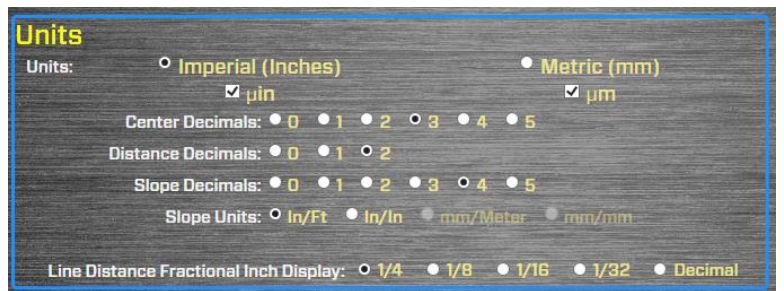 Units
Units: Imperial (Inches) Metric (mm)
µin µm
Center Decimals: 0 1 2 3 4 5
Distance Decimals: 0 1 2
Slope Decimals: 0 1 2 3 4 5
Slope Units: In/Ft In/In mm/Meter mm/mm
Line Distance Fractional Inch Display: 1/4 1/8 1/16 1/32 Decimal